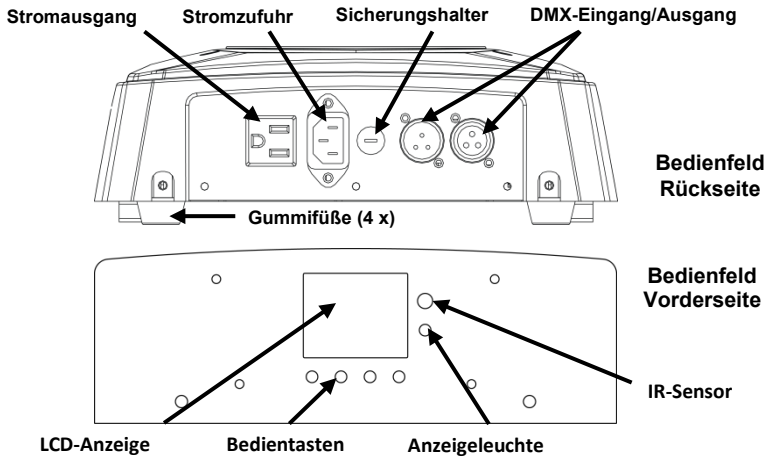 Stromausgang
Stromzufuhr
Sicherungshalter
DMX-Eingang/Ausgang
Bedienfeld
Rückseite
Gummifüße (4 x)
Bedienfeld
Vorderseite
IR-Sensor
LCD-Anzeige
Bedientasten
Anzeigeleuchte